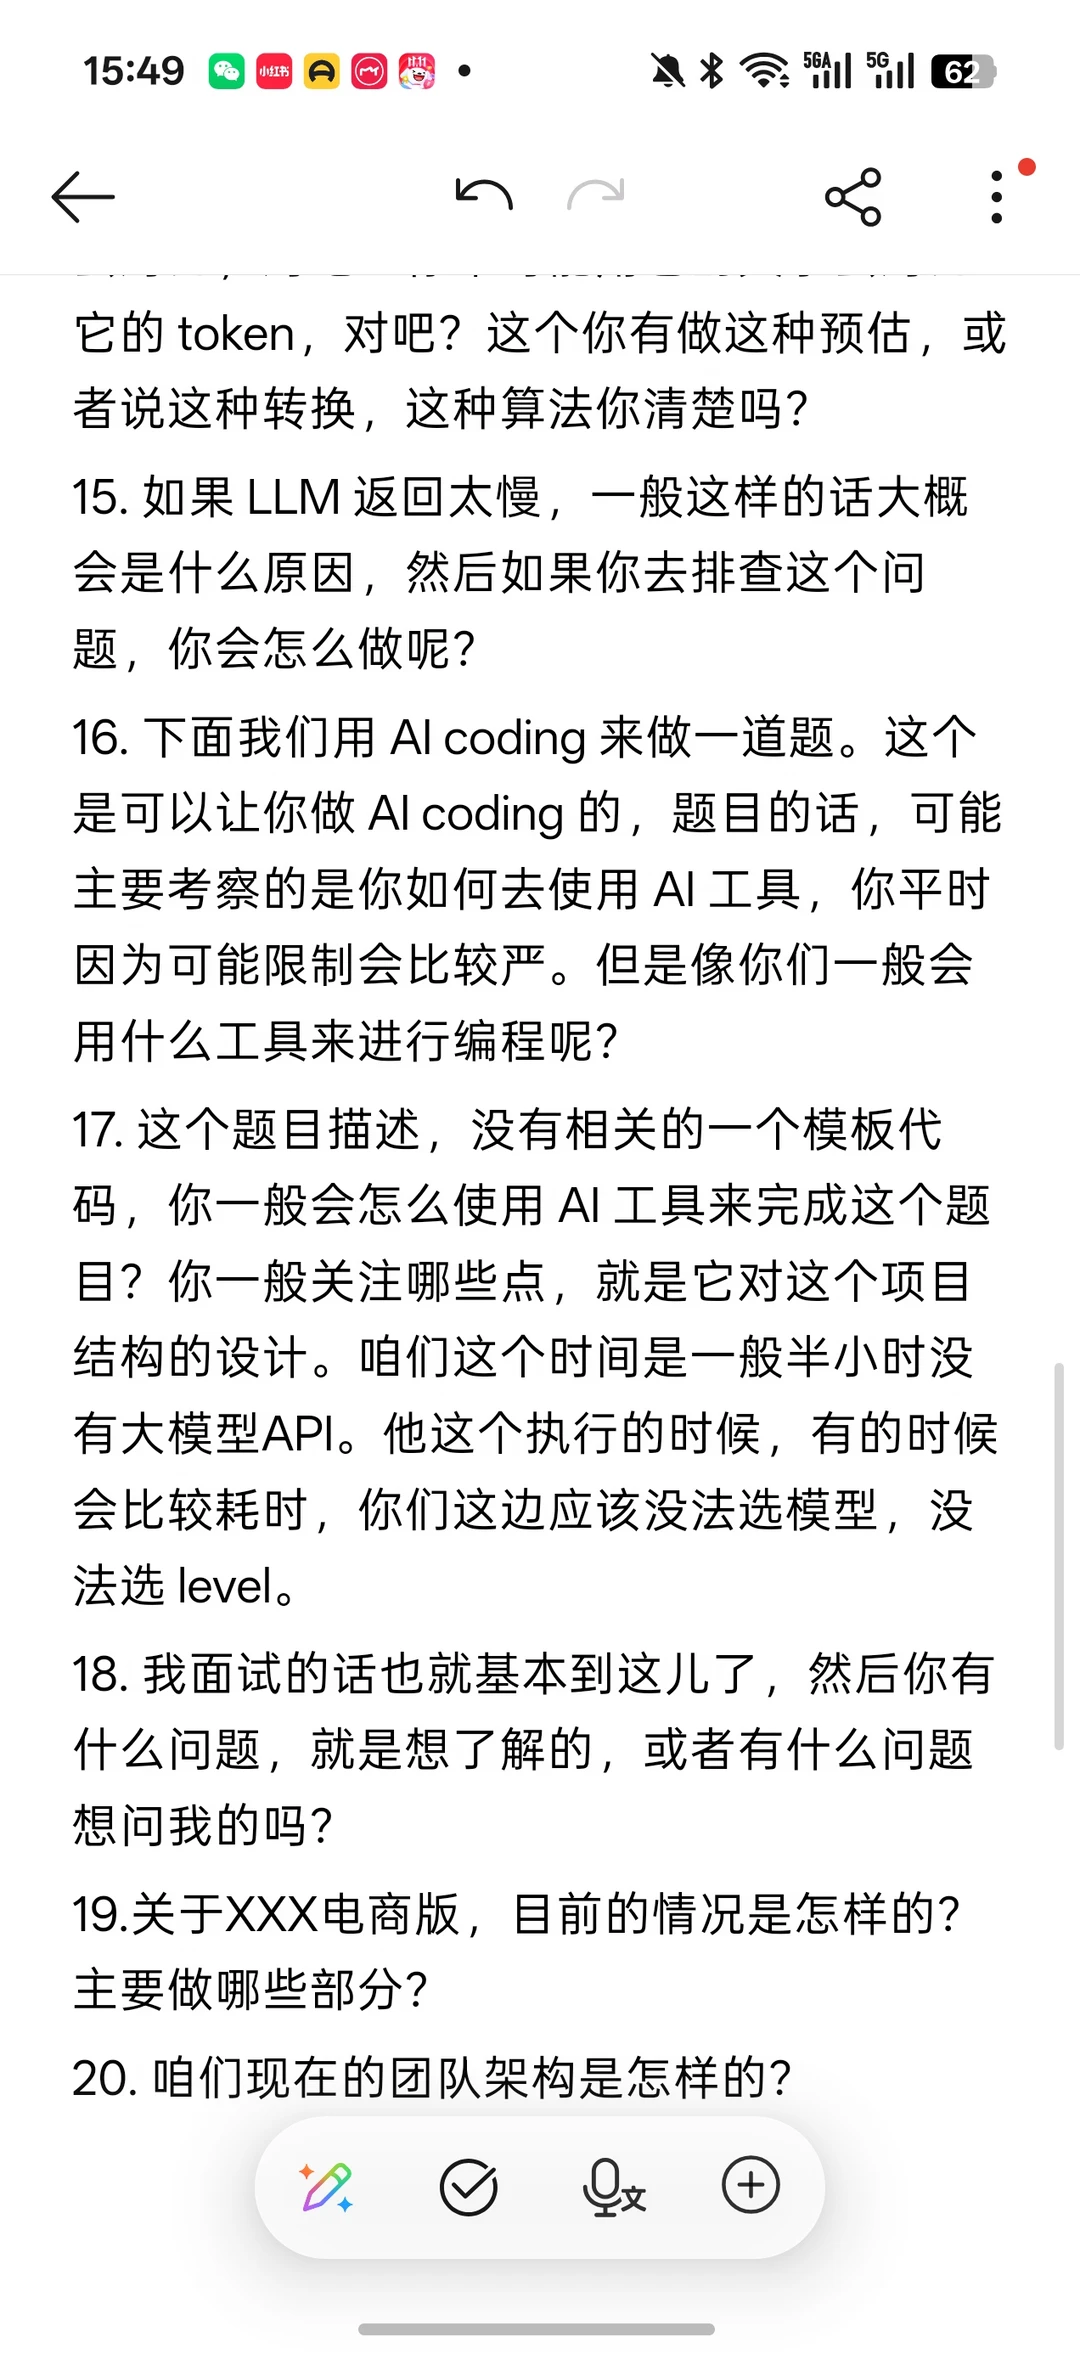 15:49
小红书
11.11
5GA
5G
62
它的 token，对吧？这个你有做这种预估，或
者说这种转换，这种算法你清楚吗？
15. 如果 LLM 返回太慢，一般这样的话大概
会是什么原因，然后如果你去排查这个问
题，你会怎么做呢？
16. 下面我们用 AI coding 来做一道题。这个
是可以让你做 AI coding 的，题目的话，可能
主要考察的是你如何去使用 AI 工具，你平时
因为可能限制会比较严。但是像你们一般会
用什么工具来进行编程呢？
17. 这个题目描述，没有相关的一个模板代
码，你一般会怎么使用 AI 工具来完成这个题
目？你一般关注哪些点，就是它对这个项目
结构的设计。咱们这个时间是一般半小时没
有大模型API。他这个执行的时候，有的时候
会比较耗时，你们这边应该没法选模型，没
法选 level。
18. 我面试的话也就基本到这儿了，然后你有
什么问题，就是想了解的，或者有什么问题
想问我的吗？
19.关于XXX电商版，目前的情况是怎样的？
主要做哪些部分？
20. 咱们现在的团队架构是怎样的？
文